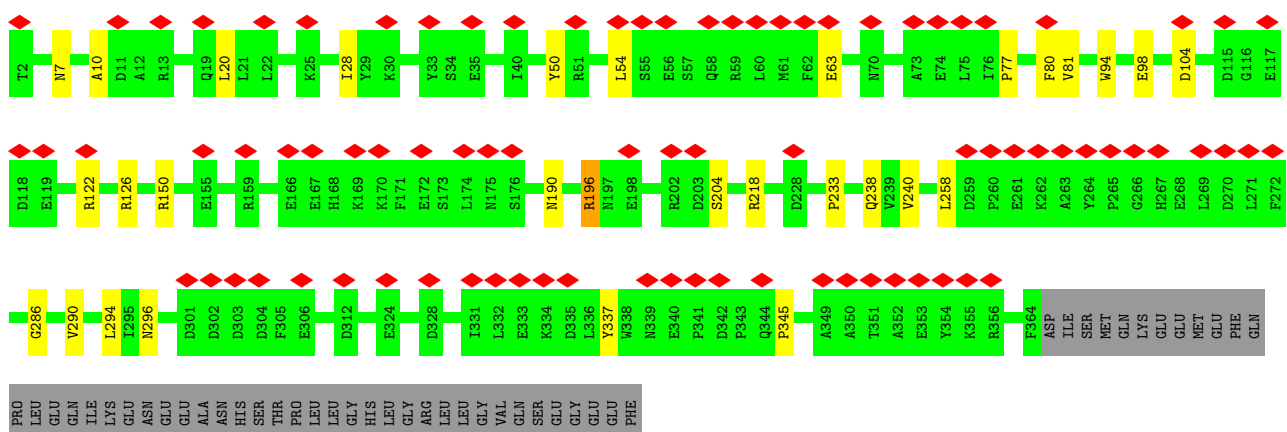 T2 N7 A10 D11 A12 R13 Q19 L20 L21 L22 K25 I28 Y29 K30 Y33 S34 E35 I40 Y50 R51 L54 S55 E56 S57 Q58 R59 L60 M61 F62 E63 N70 A73 E74 L75 I76 P77 F80 V81 W94 E98 D104 D115 G116 E117
D118 E119 R122 R126 R150 E155 R159 E166 E167 H168 K169 K170 F171 E172 S173 L174 N175 S176 N190 R196 N197 E198 R202 D203 S204 R218 D228 P233 Q238 V239 V240 L258 D259 P260 E261 K262 A263 Y264 P265 G266 H267 E268 L269 D270 L271 F272
G286 V290 L294 I295 N296 D301 D302 D303 D304 F305 E306 D312 E324 D328 I331 L332 E333 K334 D335 L336 Y337 W338 N339 E340 P341 D342 P343 Q344 P345 A349 A350 T351 A352 E353 Y354 K355 R356 F364 ASP ILE SER MET GLN LYS GLU GLU MET GLU PHE GLN
PRO LEU GLU GLN ILE LYS GLU ASN GLU GLU ALA ASN HIS SER THR PRO LEU LEU GLY HIS LEU GLY ARG LEU LEU GLY VAL GLN SER GLU GLY GLU GLU PHE